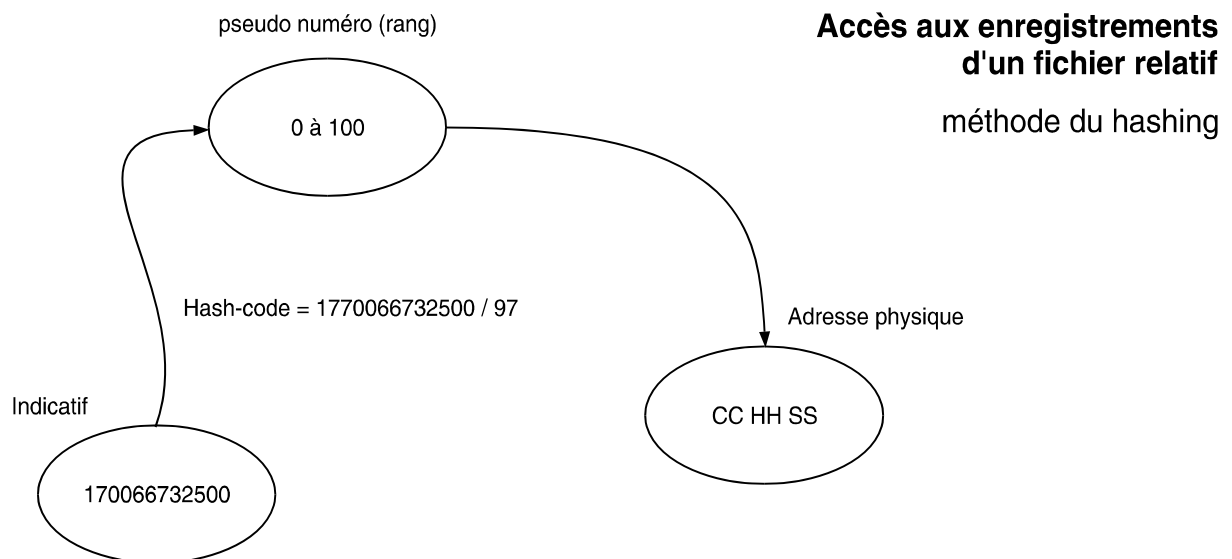 pseudo numéro (rang)
Accès aux enregistrements
d'un fichier relatif
méthode du hashing
0 à 100
Hash-code = 1770066732500 / 97
Adresse physique
CC HH SS
Indicatif
170066732500